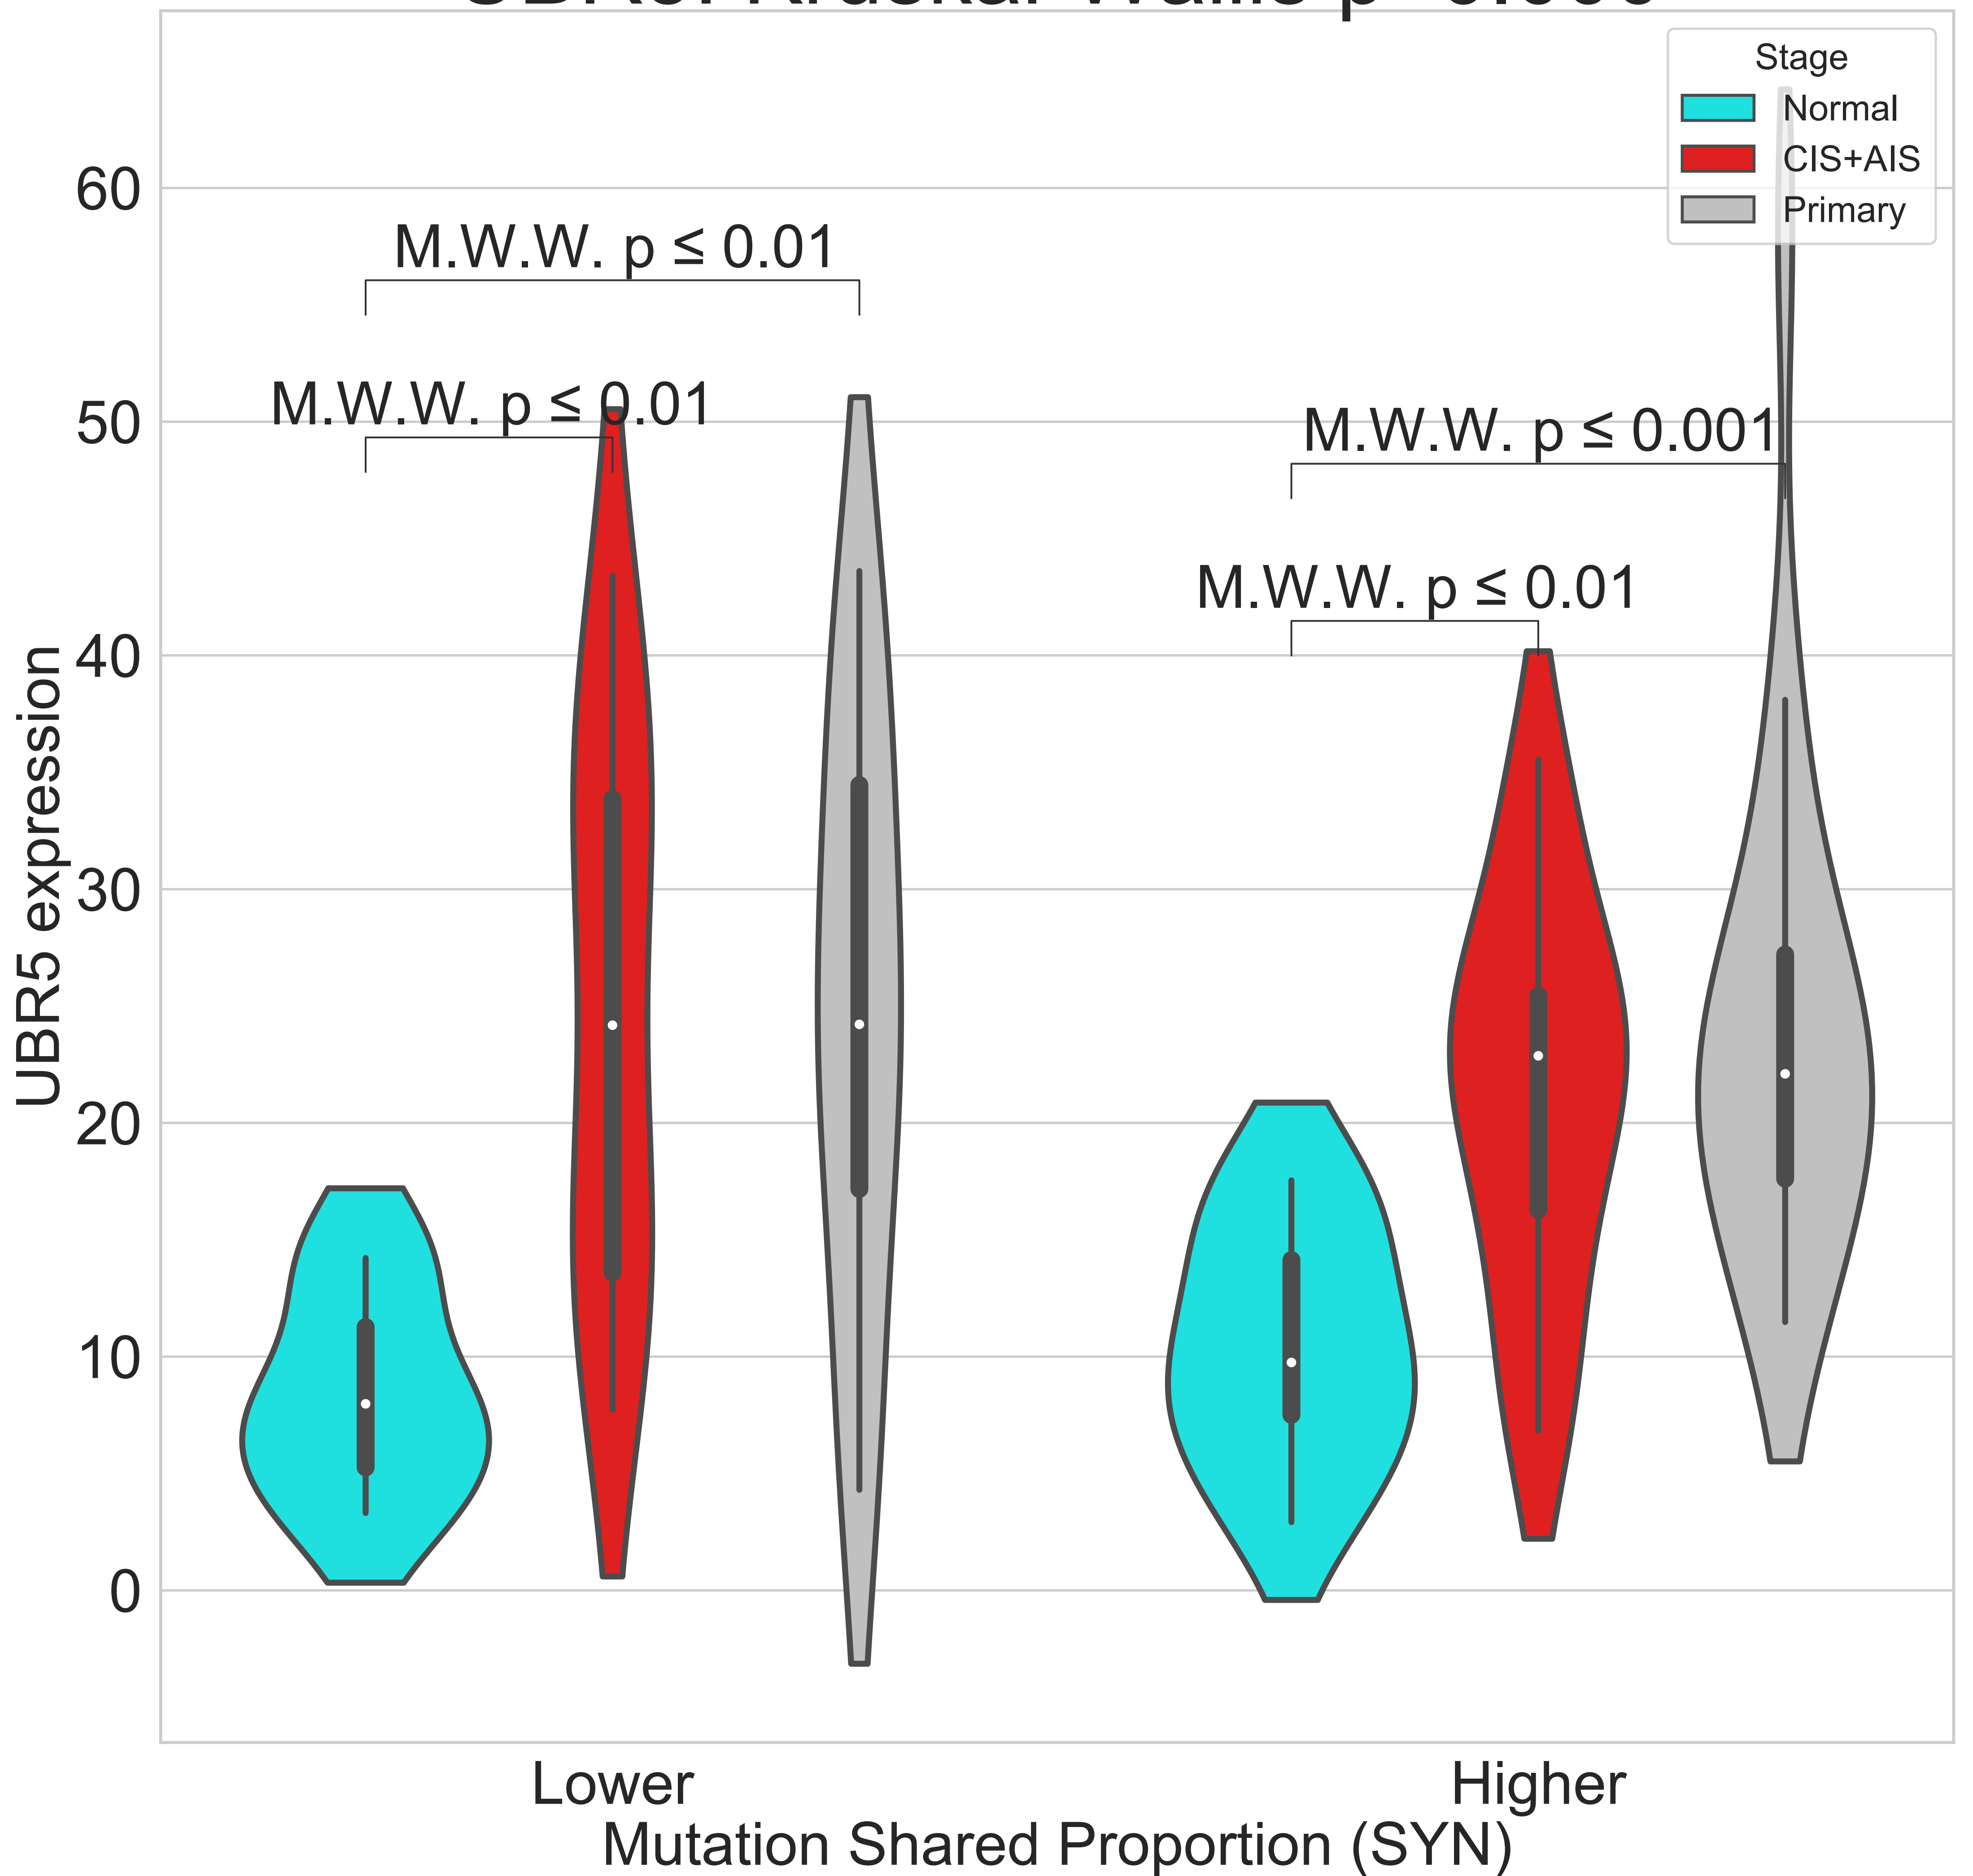 Stage
Normal
CIS+AIS
Primary
60
50
40
30
20
10
0
UBR5 expression
M.W.W. p ≤ 0.01
M.W.W. p ≤ 0.01
M.W.W. p ≤ 0.001
M.W.W. p ≤ 0.01
Lower
Higher
Mutation Shared Proportion (SYN)